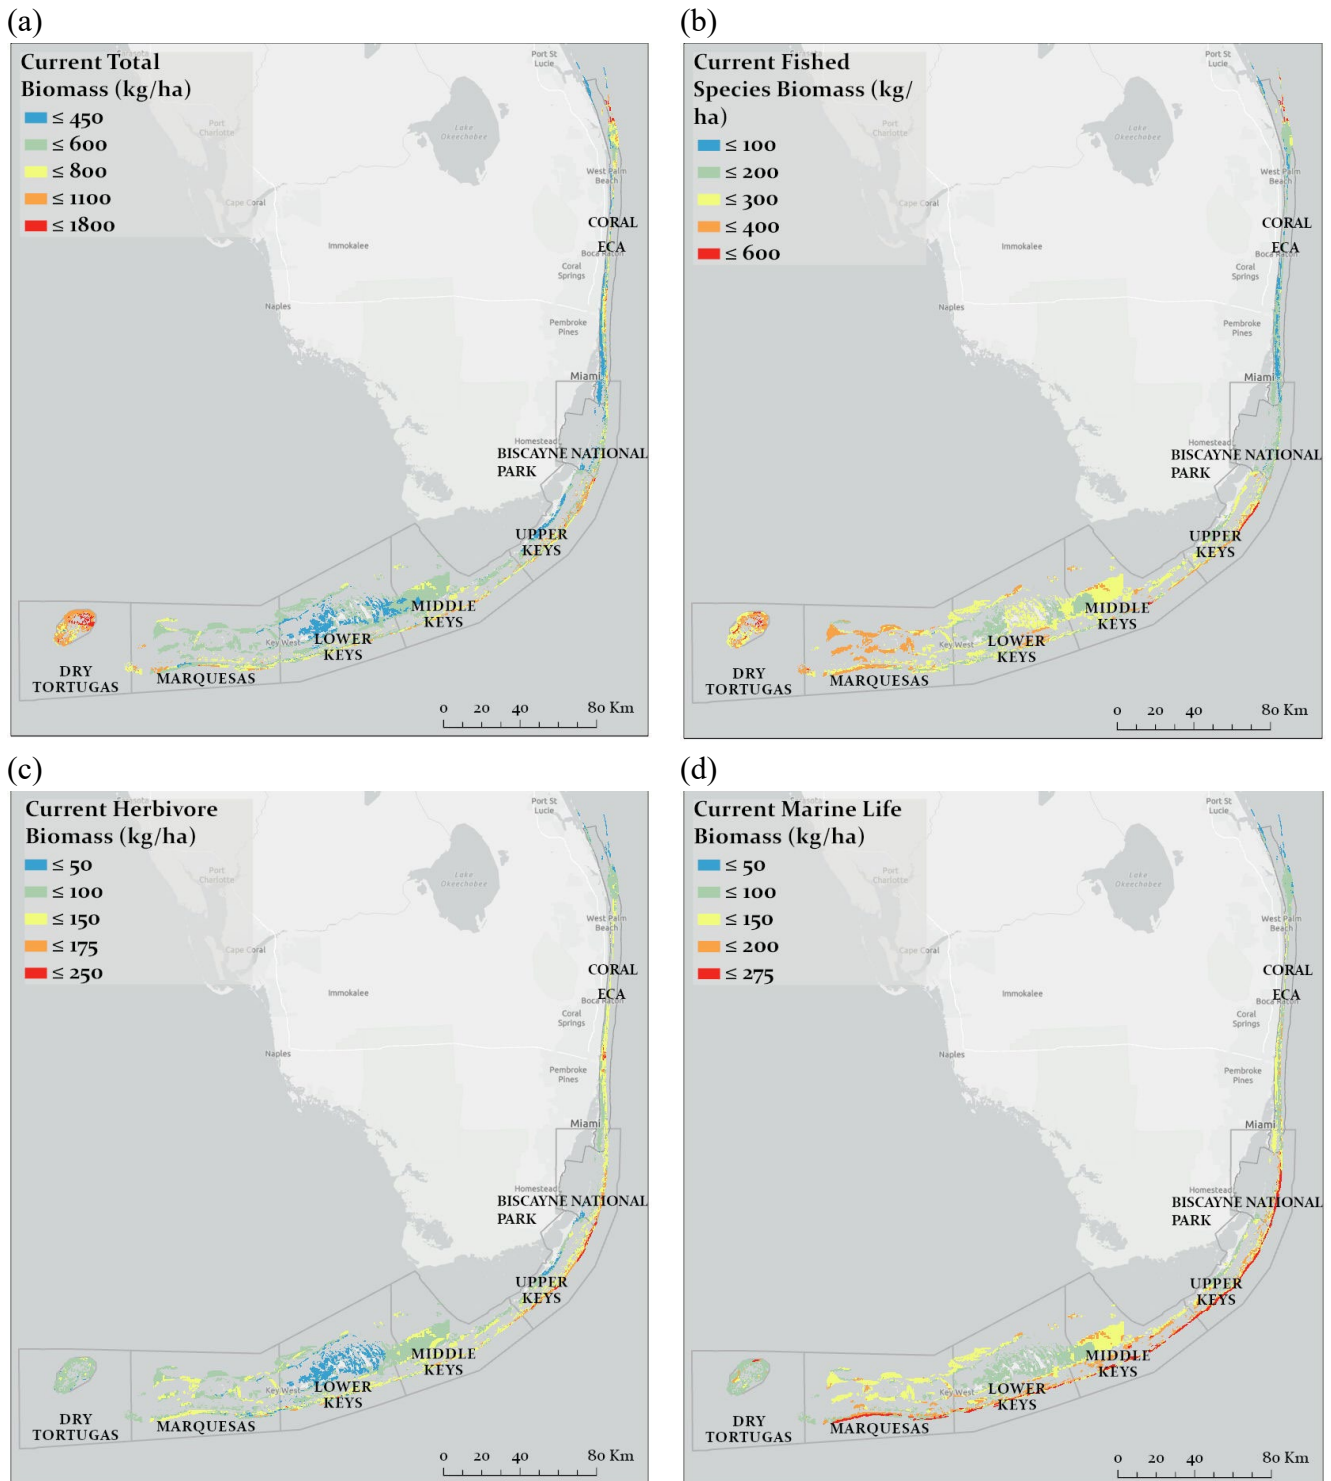 (a)
Current Total
Biomass (kg/ha)
≤ 450
≤ 600
≤ 800
≤ 1100
≤ 1800
Port St
Lucie
Port
Charlotte
Lake
Okeechobee
West Palm
Beach
Cape Coral
CORAL
ECA
Immokalee
Boca Raton
Coral
Springs
Naples
Pembroke
Pines
Miami
Homestead
BISCAYNE NATIONAL
PARK
UPPER
KEYS
MIDDLE
KEYS
Key West
LOWER
KEYS
DRY
TORTUGAS
MARQUESAS
0 20 40 80 Km
(b)
Current Fished
Species Biomass (kg/
ha)
≤ 100
≤ 200
≤ 300
≤ 400
≤ 600
Port St
Lucie
Lake
Okeechobee
West Palm
Beach
Cape Coral
CORAL
ECA
Immokalee
Boca Raton
Coral
Springs
Naples
Pembroke
Pines
Miami
Homestead
BISCAYNE NATIONAL
PARK
UPPER
KEYS
MIDDLE
KEYS
Key West
LOWER
KEYS
DRY
TORTUGAS
MARQUESAS
0 20 40 80 Km
(c)
Current Herbivore
Biomass (kg/ha)
≤ 50
≤ 100
≤ 150
≤ 175
≤ 250
Port St
Lucie
Port
Charlotte
Lake
Okeechobee
West Palm
Beach
Cape Coral
CORAL
ECA
Immokalee
Boca Raton
Coral
Springs
Naples
Pembroke
Pines
Miami
Homestead
BISCAYNE NATIONAL
PARK
UPPER
KEYS
MIDDLE
KEYS
Key West
LOWER
KEYS
DRY
TORTUGAS
MARQUESAS
0 20 40 80 Km
(d)
Current Marine Life
Biomass (kg/ha)
≤ 50
≤ 100
≤ 150
≤ 200
≤ 275
Port St
Lucie
Port
Charlotte
Lake
Okeechobee
West Palm
Beach
Cape Coral
CORAL
ECA
Immokalee
Boca Raton
Coral
Springs
Naples
Pembroke
Pines
Miami
Homestead
BISCAYNE NATIONAL
PARK
UPPER
KEYS
MIDDLE
KEYS
Key West
LOWER
KEYS
DRY
TORTUGAS
MARQUESAS
0 20 40 80 Km